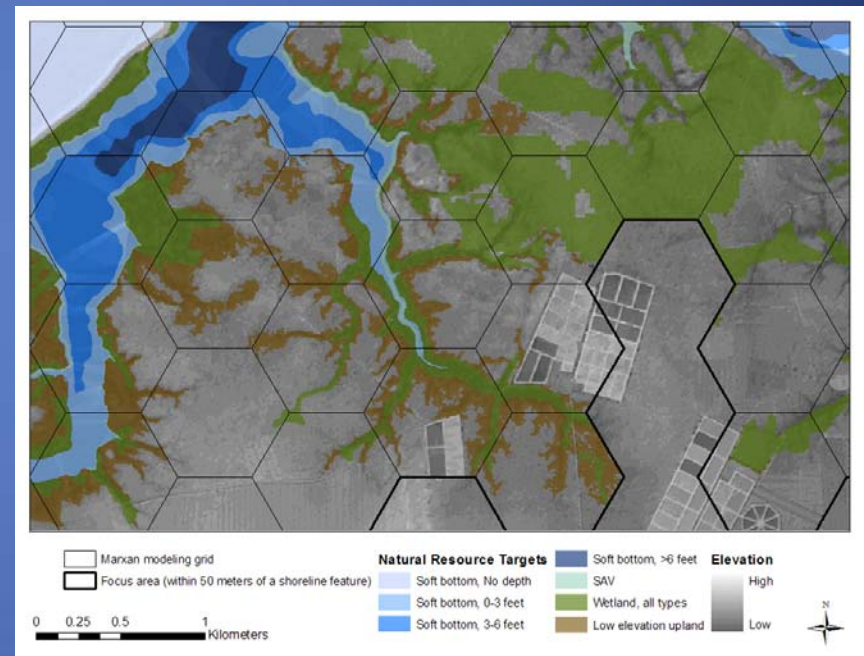 Marxan modeling grid
Focus area (within 50 meters of a shoreline feature)
0 0.25 0.5 1
Kilometers
Natural Resource Targets
Soft bottom, No depth
Soft bottom, 0-3 feet
Soft bottom, 3-6 feet
Soft bottom, >6 feet
SAV
Wetland, all types
Low elevation upland
Elevation
High
Low
N